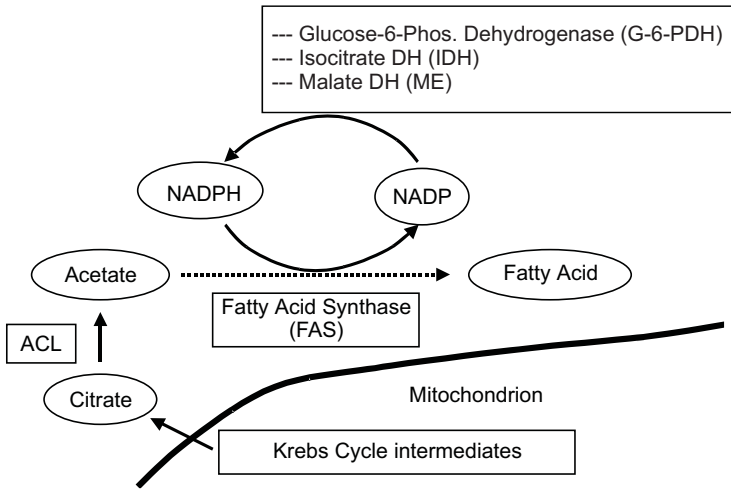 --- Glucose-6-Phos. Dehydrogenase (G-6-PDH)
--- Isocitrate DH (IDH)
--- Malate DH (ME)
NADPH
NADP
Acetate
Fatty Acid
Fatty Acid Synthase
(FAS)
ACL
Citrate
Mitochondrion
Krebs Cycle intermediates